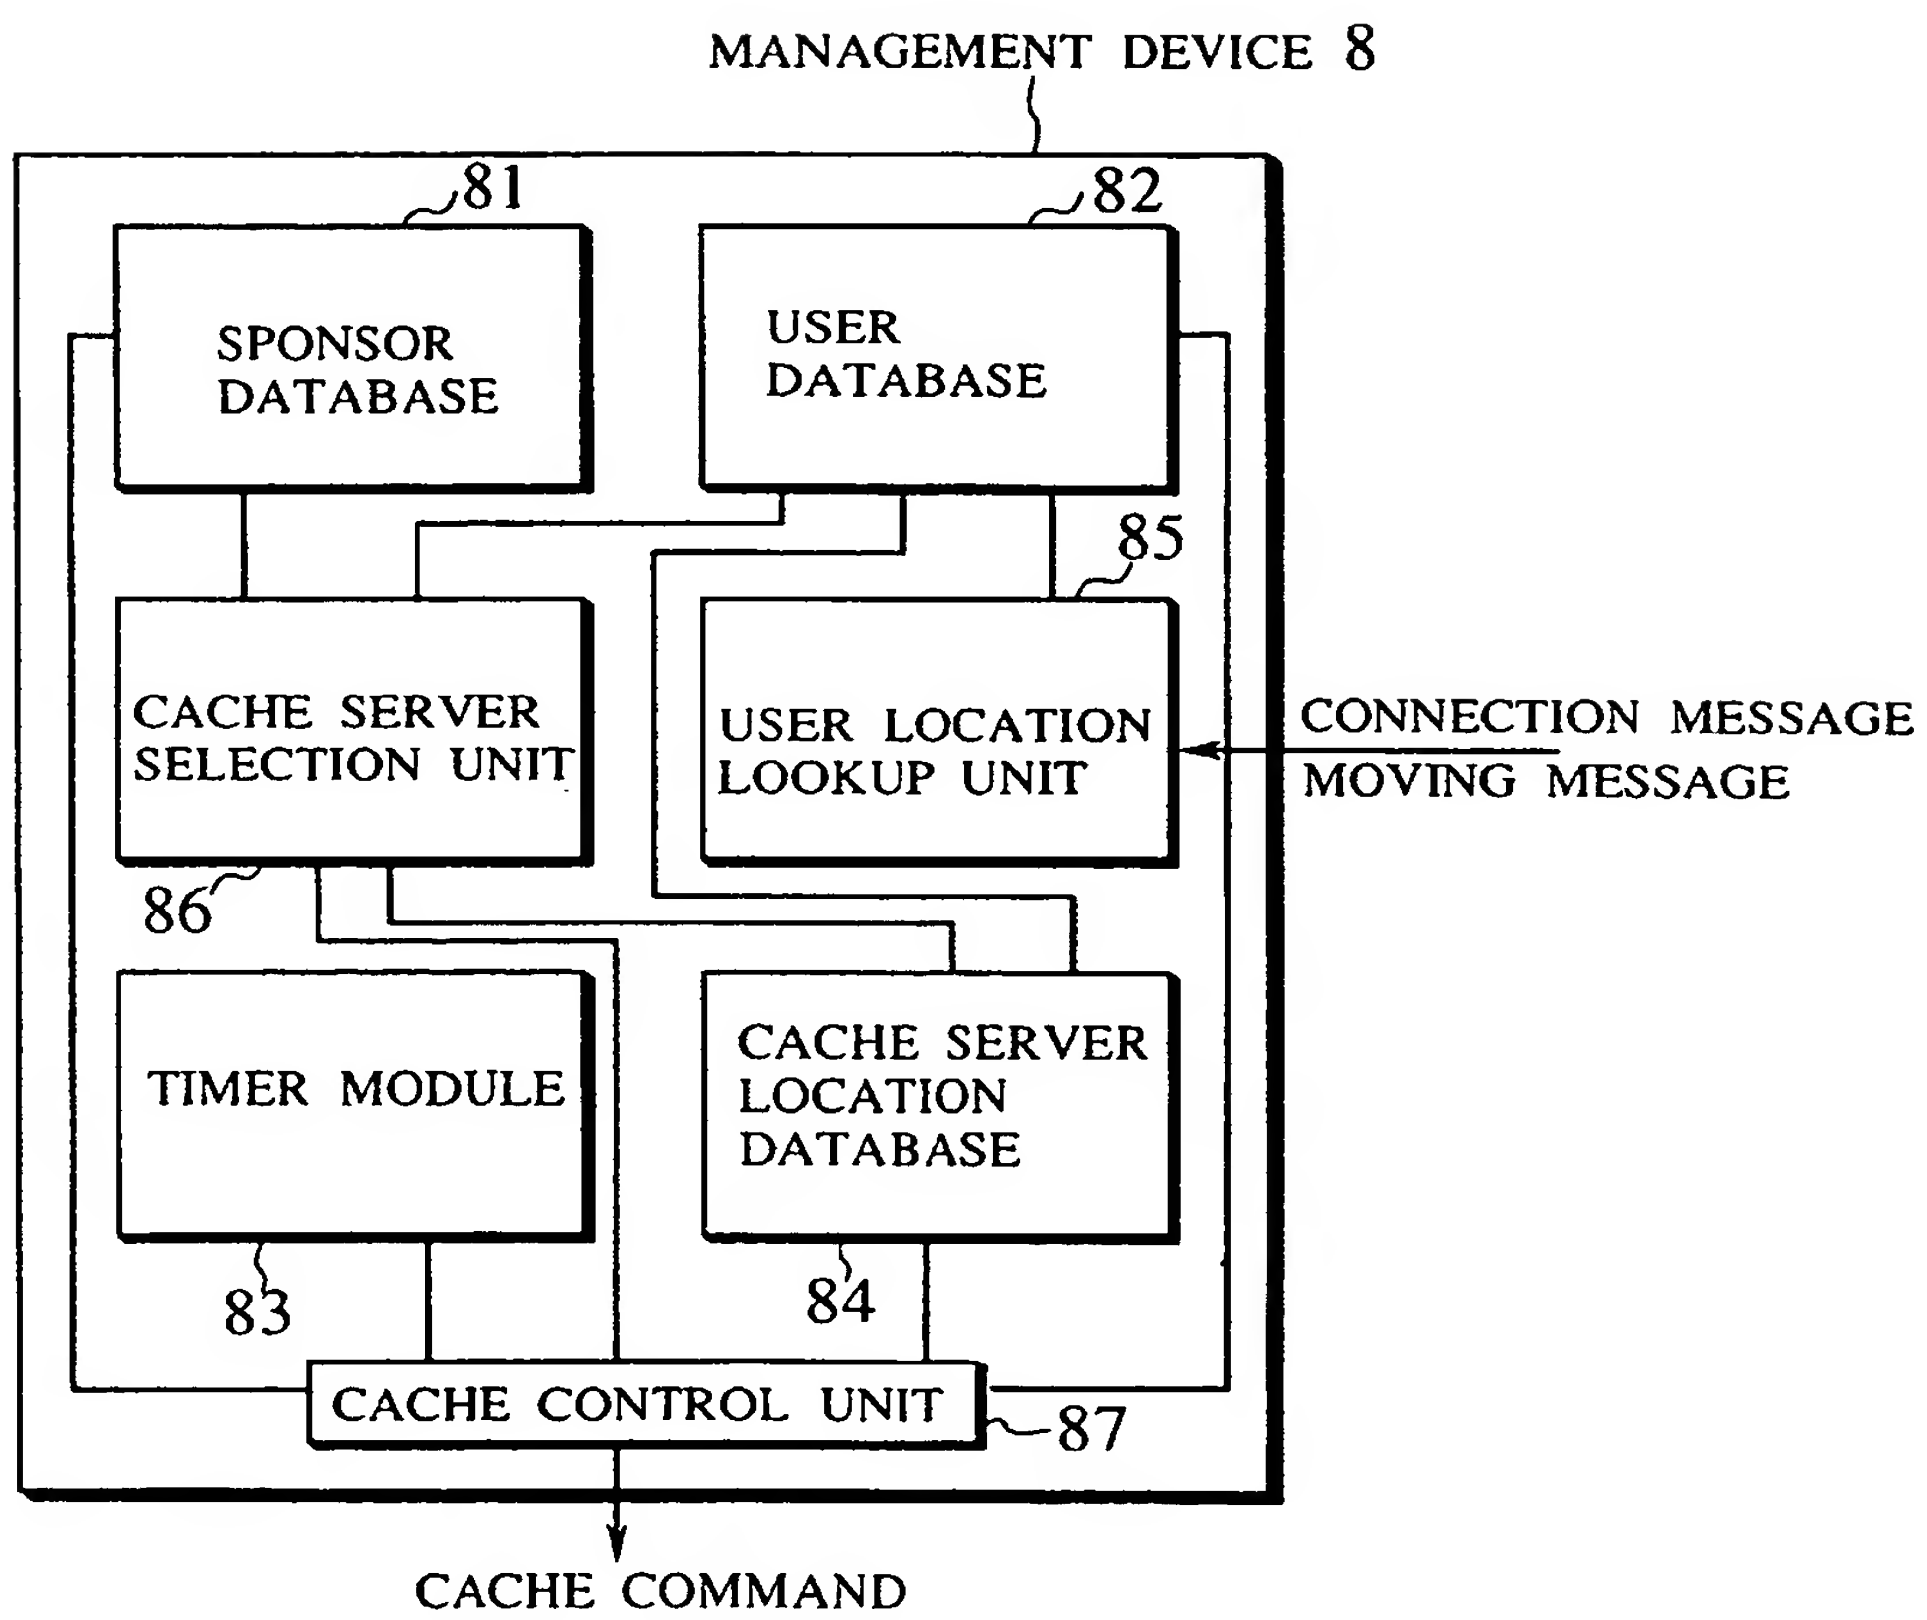 MANAGEMENT DEVICE 8
81
82
SPONSOR
DATABASE
USER
DATABASE
85
CACHE SERVER
SELECTION UNIT
USER LOCATION
LOOKUP UNIT
CONNECTION MESSAGE
MOVING MESSAGE
86
TIMER MODULE
CACHE SERVER
LOCATION
DATABASE
83
84
CACHE CONTROL UNIT
87
CACHE COMMAND